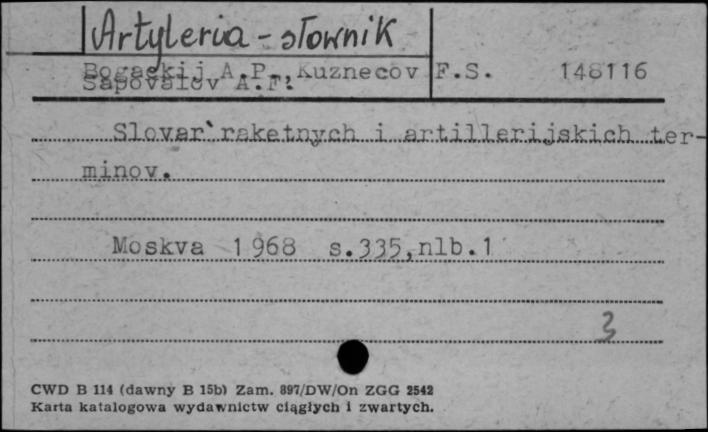 Artyleria - słownik
Bogackij A.P., Kuznecov F.S. 148116
Sapovalov A.F.
Slovar`raketnych i artillerijskich ter-
minov.
Moskva 1968 s.335,nlb.1
3
CWD B 114 (dawny B 15b) Zam. 897/DW/On ZGG 2542
Karta katalogowa wydawnictw ciągłych i zwartych.